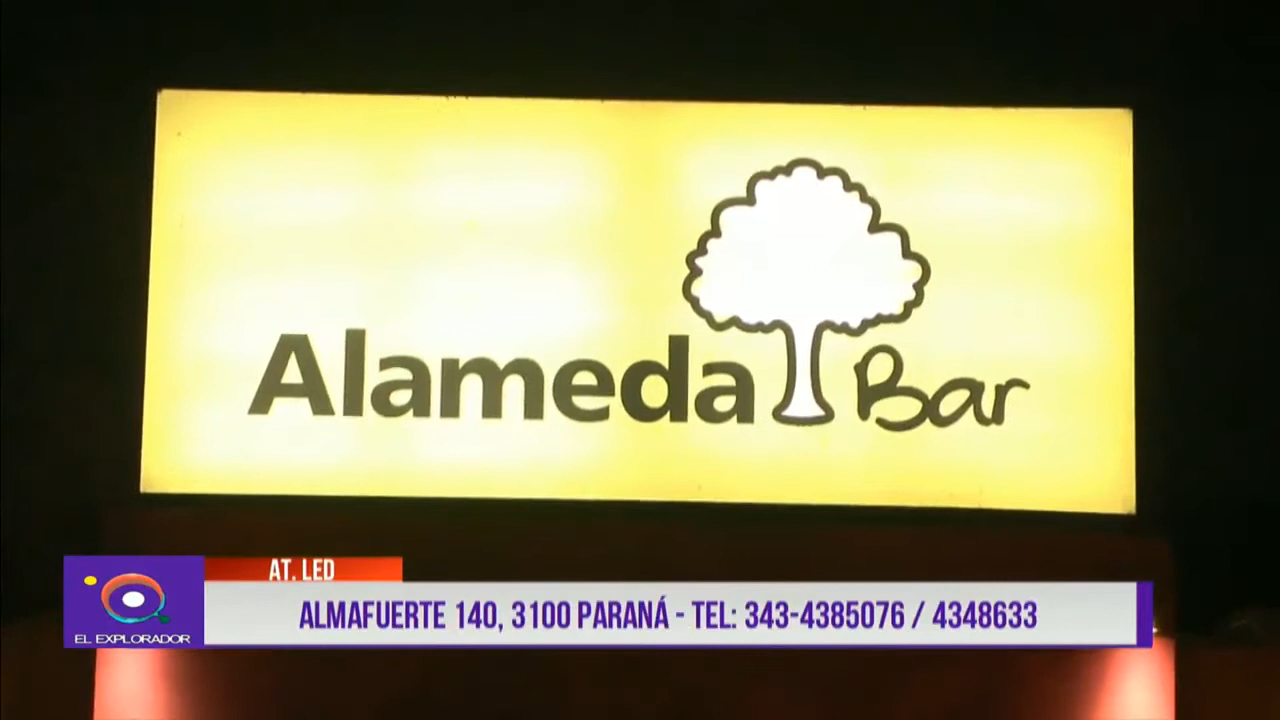 Alameda Bar
AT. LED
EL EXPLORADOR
ALMAFUERTE 140, 3100 PARANÁ - TEL: 343-4385076 / 4348633